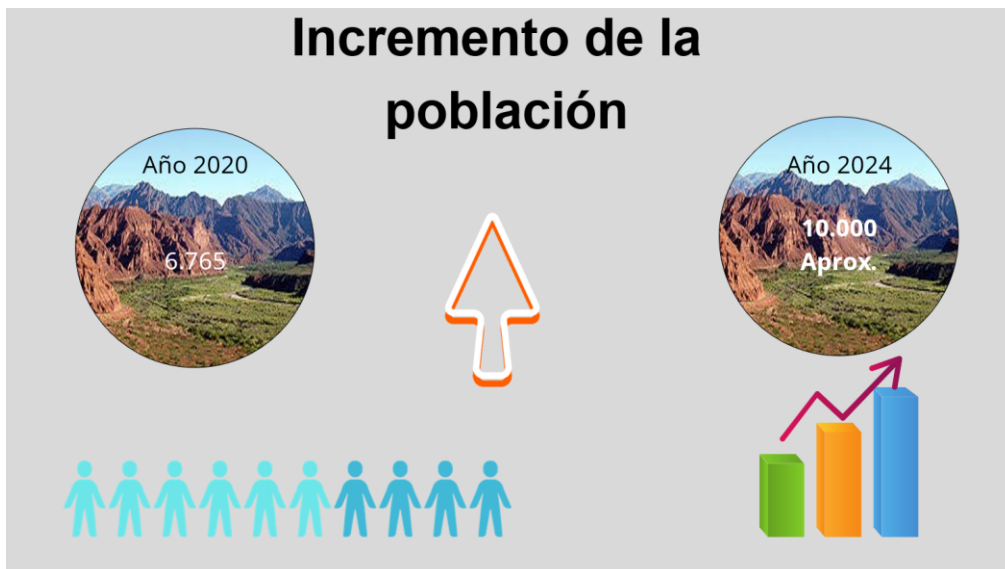 Incremento de la
población
Año 2020
6.765
Año 2024
10.000
Aprox.